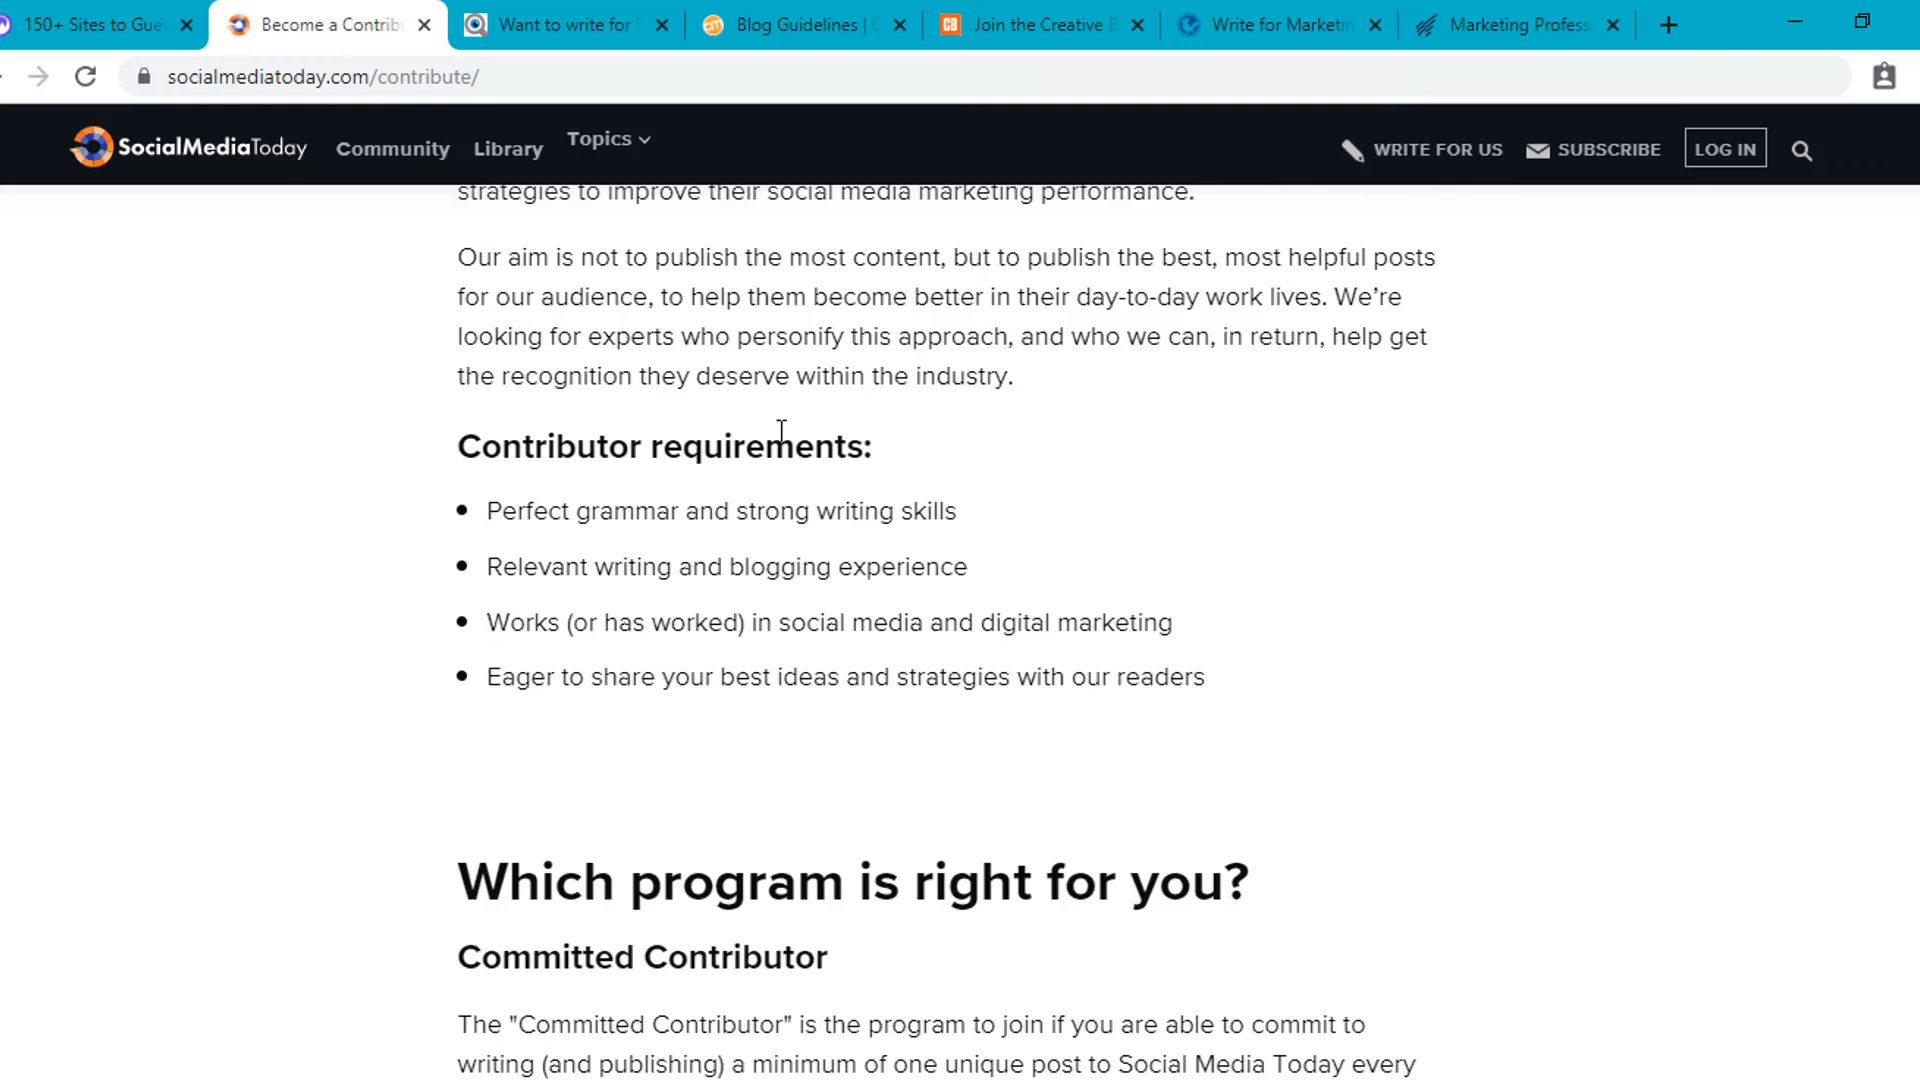 150+ Sites to Gue
Become a Contrib
Want to write for
Blog Guidelines |
Join the Creative B
Write for Marketin
Marketing Profess
socialmediatoday.com/contribute/
SocialMediaToday
Community
Library
Topics
WRITE FOR US
SUBSCRIBE
LOG IN
strategies to improve their social media marketing performance.
Our aim is not to publish the most content, but to publish the best, most helpful posts
for our audience, to help them become better in their day-to-day work lives. We’re
looking for experts who personify this approach, and who we can, in return, help get
the recognition they deserve within the industry.
Contributor requirements:
Perfect grammar and strong writing skills
Relevant writing and blogging experience
Works (or has worked) in social media and digital marketing
Eager to share your best ideas and strategies with our readers
Which program is right for you?
Committed Contributor
The "Committed Contributor" is the program to join if you are able to commit to
writing (and publishing) a minimum of one unique post to Social Media Today every